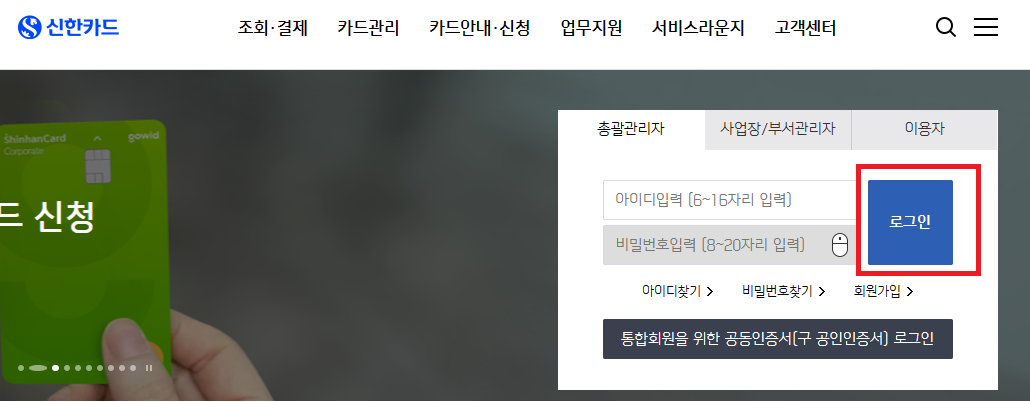 신한카드
조회·결제 카드관리 카드안내·신청 업무지원 서비스라운지 고객센터
ShinhanCard gowid
Corporate
드 신청
총괄관리자 사업장/부서관리자 이용자
아이디입력 (6~16자리 입력)
로그인
비밀번호입력 (8~20자리 입력)
아이디찾기 비밀번호찾기 회원가입
통합회원을 위한 공동인증서(구 공인인증서) 로그인